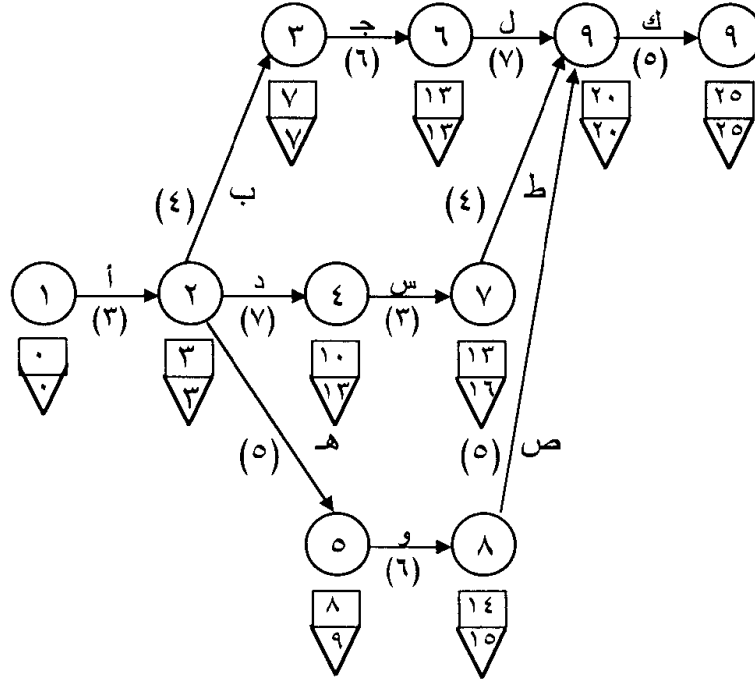 ٣ جـ ٦ ل ٩ ك ٩
(٦) (٧) (٥)
٧ ١٣ ٢٠ ٢٥
٧ ١٣ ٢٠ ٢٥
(٤) ب (٤) ط
١ أ ٢ د ٤ س ٧
(٣) (٧) (٣)
٠ ٣ ١٠ ١٣
٠ ٣ ١٣ ١٦
(٥) هـ (٥) ص
٥ و ٨
(٦)
٨ ١٤
٩ ١٥